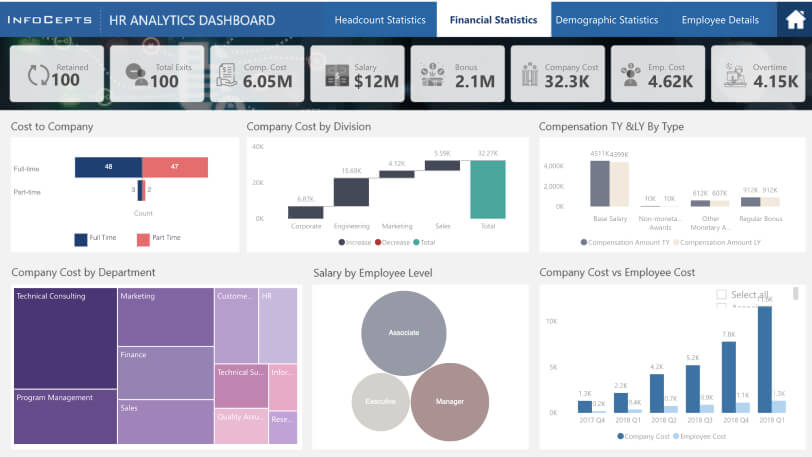 INFOCEPTS
HR ANALYTICS DASHBOARD
Headcount Statistics
Financial Statistics
Demographic Statistics
Employee Details
Retained
100
Total Exits
100
Comp. Cost
6.05M
Salary
$12M
Bonus
2.1M
Company Cost
32.3K
Emp. Cost
4.62K
Overtime
4.15K
Cost to Company
Full-time
48
47
Part-time
3
2
Count
Full Time
Part Time
Company Cost by Division
40K
20K
0K
6.87K
15.69K
4.12K
5.59K
32.27K
Corporate
Engineering
Marketing
Sales
Total
Increase
Decrease
Total
Compensation TY &LY By Type
4,000K
2,000K
0K
4511K
4399K
10K
10K
612K
607K
912K
912K
Base Salary
Non-moneta...
Awards
Other
Monetary A...
Regular Bonus
Compensation Amount TY
Compensation Amount LY
Company Cost by Department
Technical Consulting
Program Management
Marketing
Finance
Sales
Custome...
HR
Technical Su...
Infor...
Quality Assu...
Rese...
Salary by Employee Level
Associate
Executive
Manager
Company Cost vs Employee Cost
Select all
10K
5K
0K
1.3K
0.2K
2.2K
0.4K
4.2K
0.7K
5.2K
0.9K
7.8K
1.1K
1.3K
2017 Q4
2018 Q1
2018 Q2
2018 Q3
2018 Q4
2019 Q1
Company Cost
Employee Cost